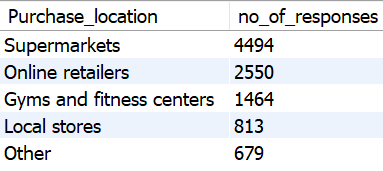 Purchase_location no_of_responses
Supermarkets 4494
Online retailers 2550
Gyms and fitness centers 1464
Local stores 813
Other 679